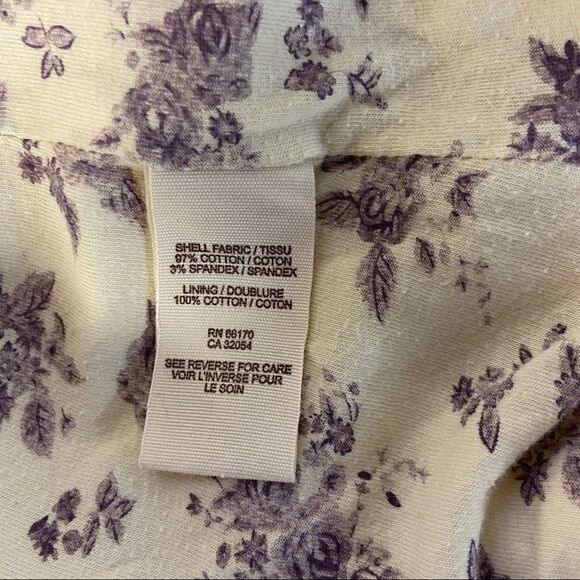 SHELL FABRIC / TISSU
97% COTTON / COTON
3% SPANDEX / SPANDEX
LINING / DOUBLURE
100% COTTON / COTON
RN 66170
CA 32054
SEE REVERSE FOR CARE
VOIR L'INVERSE POUR
LE SOIN